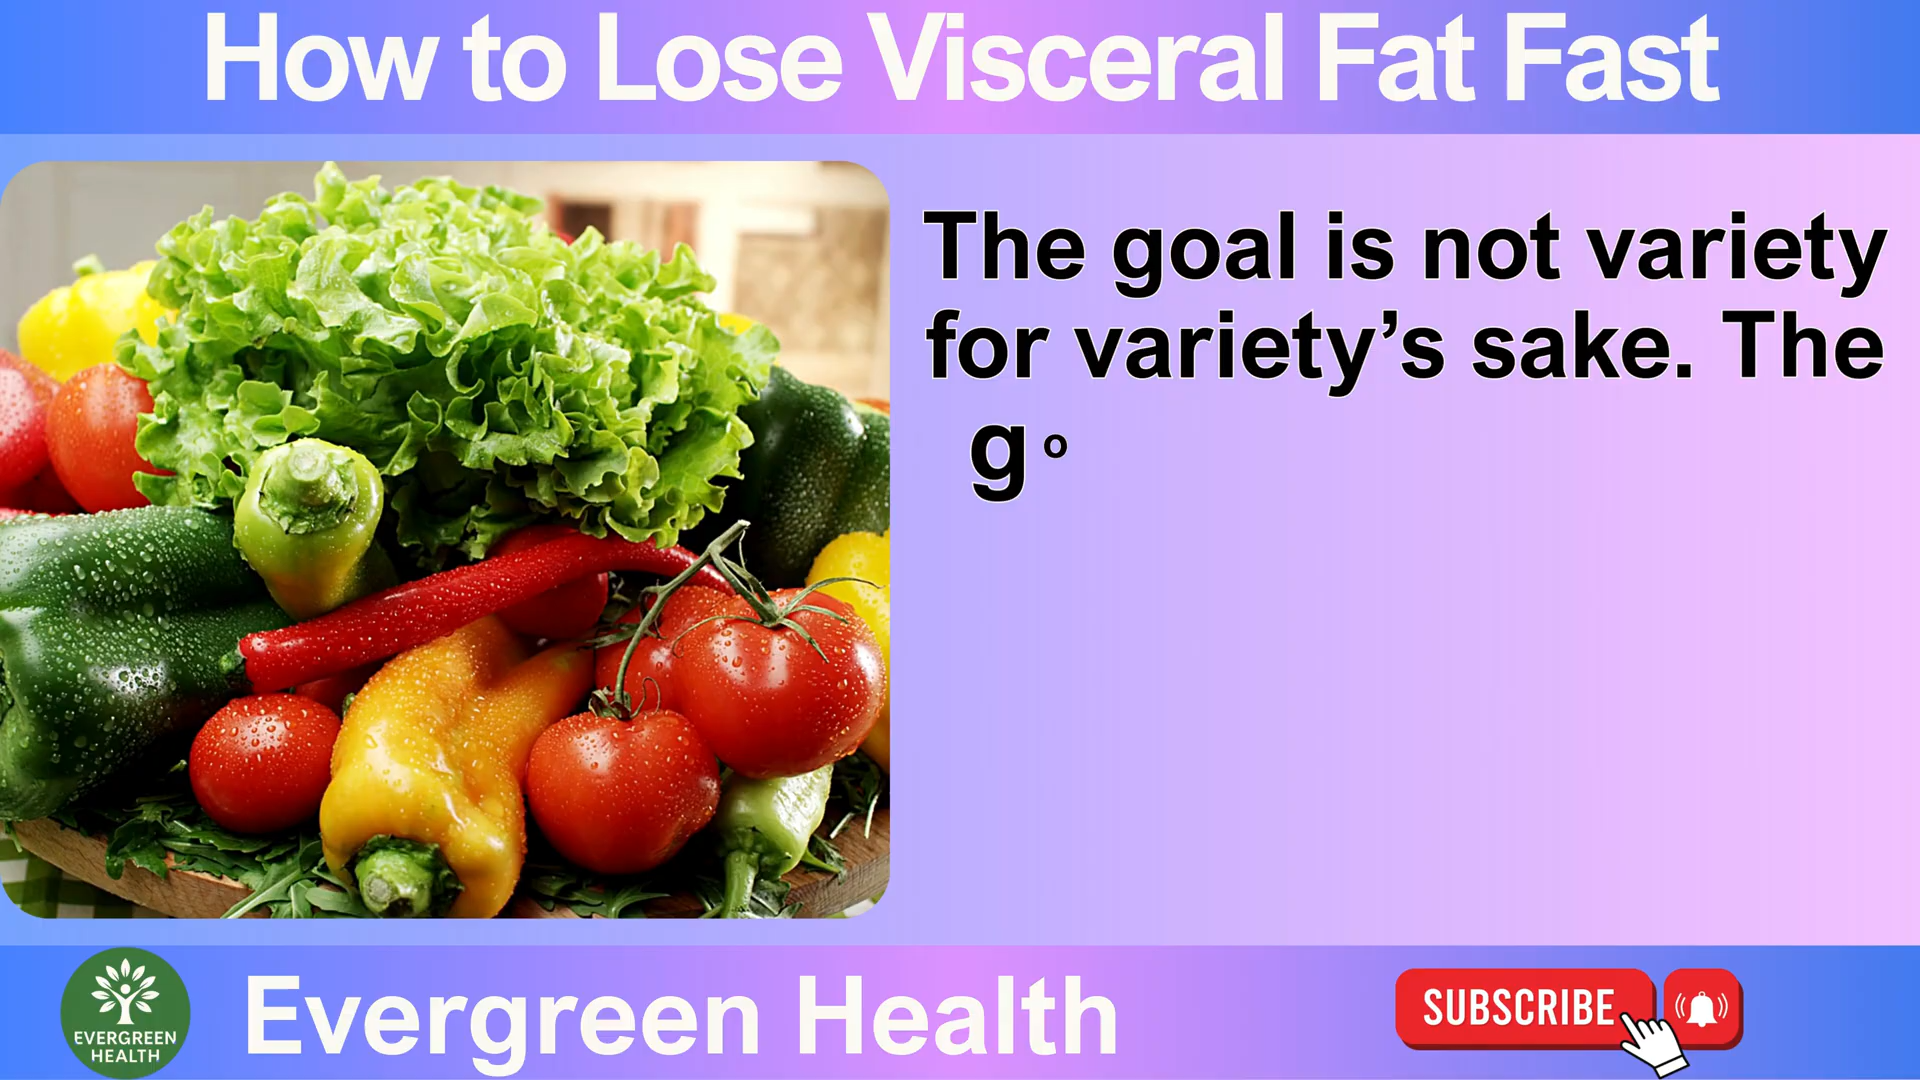 How to Lose Visceral Fat Fast
The goal is not variety
for variety’s sake. The
go
EVERGREEN
HEALTH
Evergreen Health
SUBSCRIBE